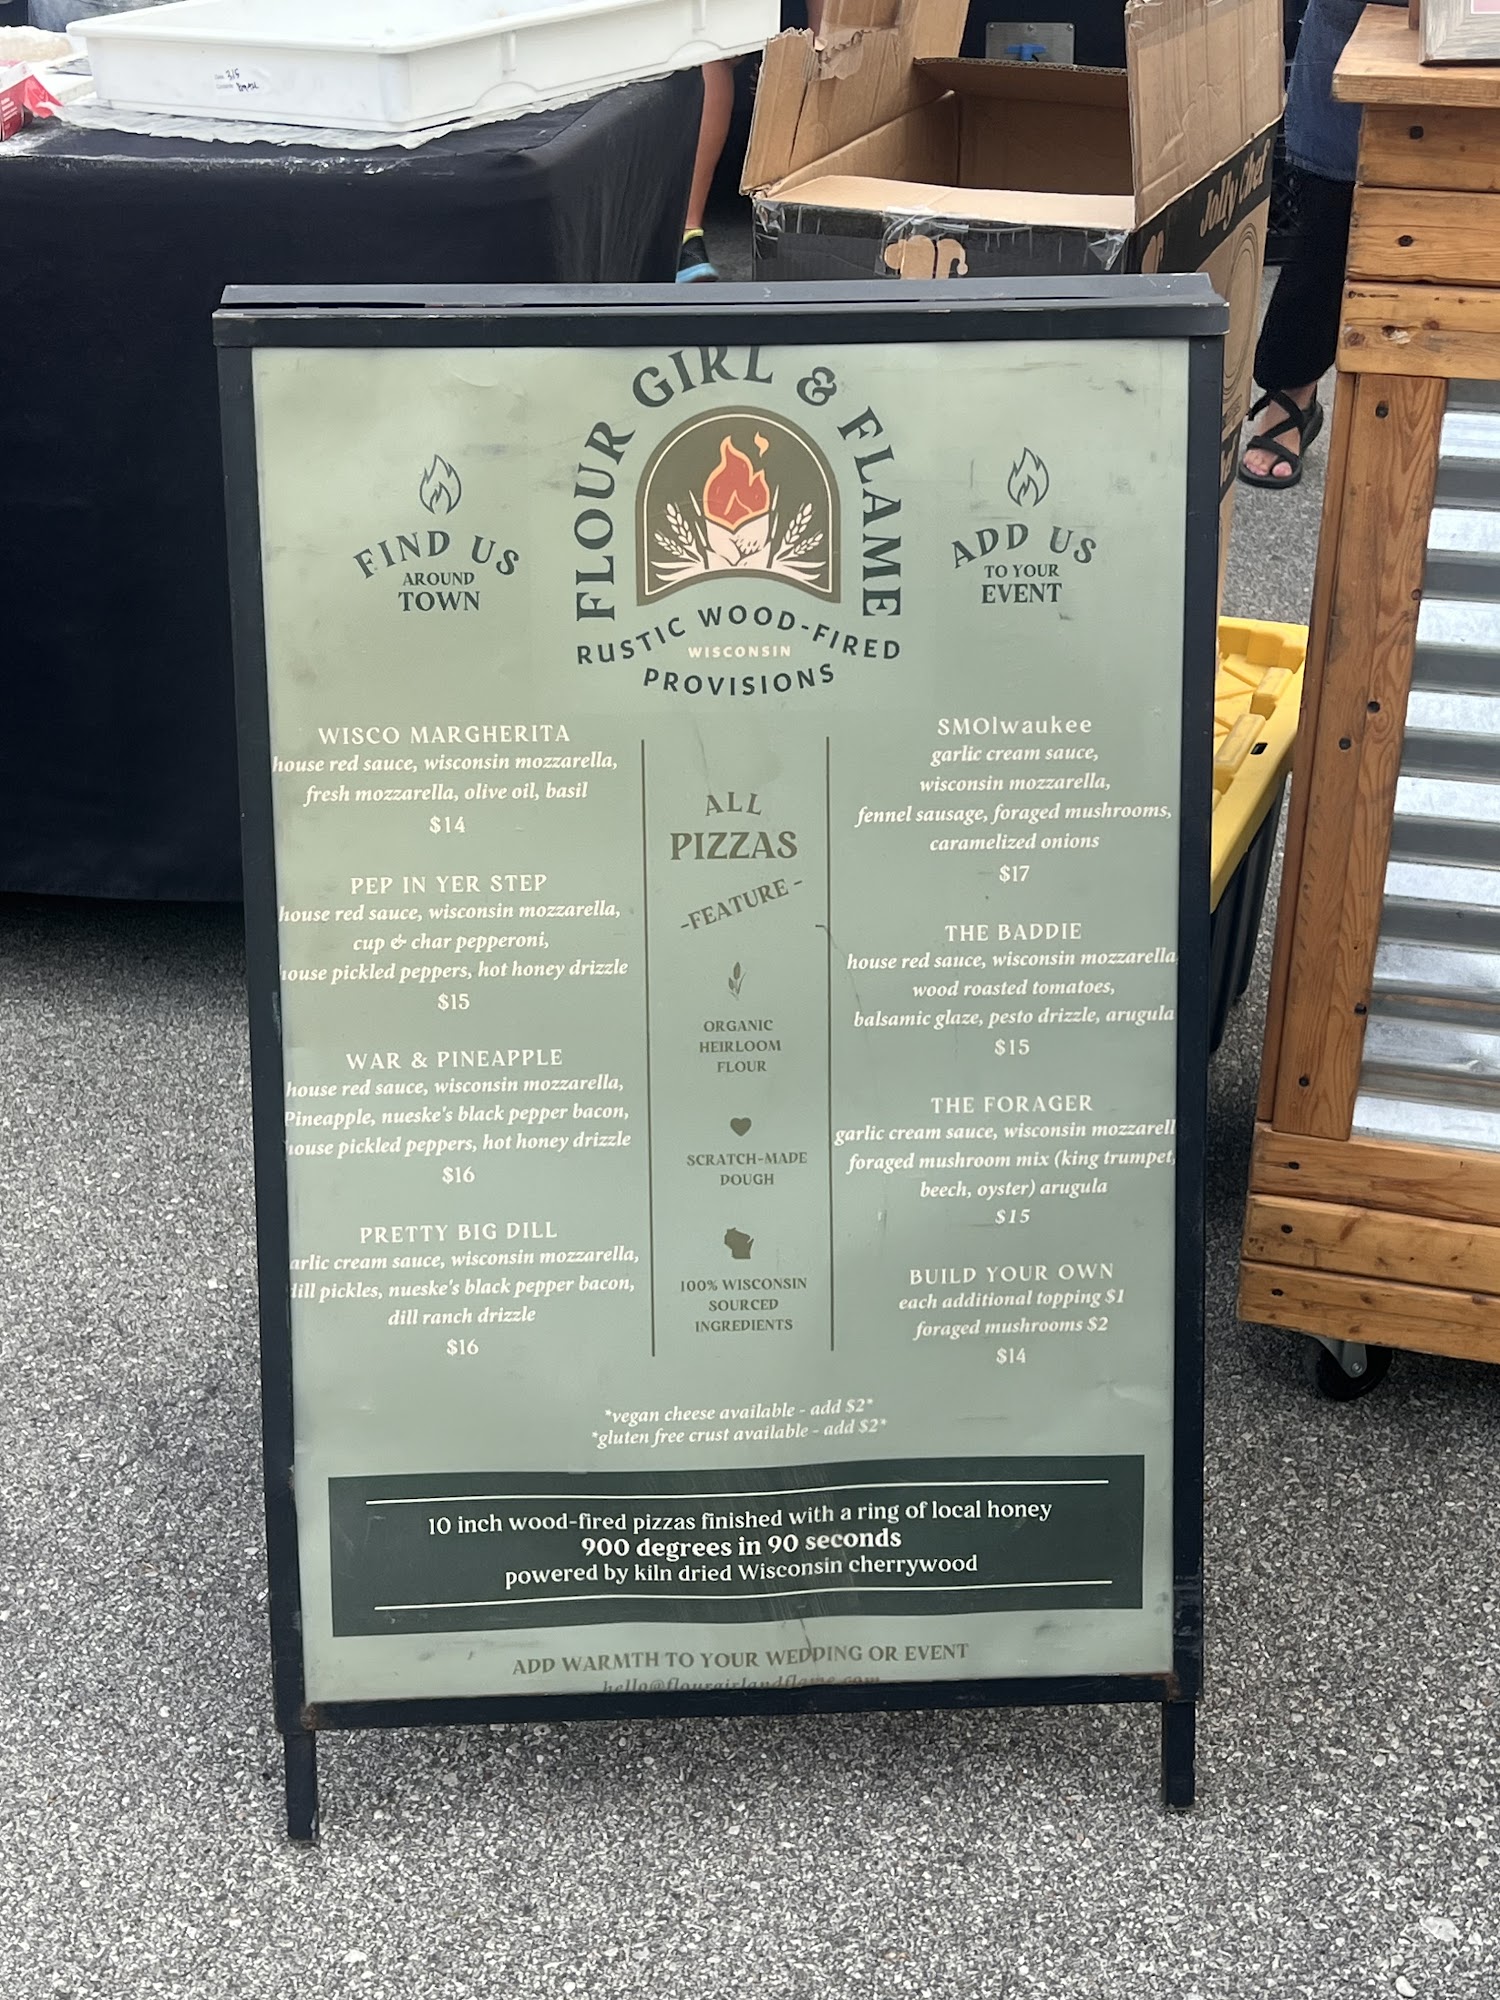 Jolly Chef
FLOUR GIRL & FLAME
RUSTIC WOOD-FIRED
WISCONSIN
PROVISIONS
FIND US
AROUND
TOWN
ADD US
TO YOUR
EVENT
WISCO MARGHERITA
house red sauce, wisconsin mozzarella,
fresh mozzarella, olive oil, basil
$14
PEP IN YER STEP
house red sauce, wisconsin mozzarella,
cup & char pepperoni,
house pickled peppers, hot honey drizzle
$15
WAR & PINEAPPLE
house red sauce, wisconsin mozzarella,
Pineapple, nueske's black pepper bacon,
house pickled peppers, hot honey drizzle
$16
PRETTY BIG DILL
arlic cream sauce, wisconsin mozzarella,
dill pickles, nueske's black pepper bacon,
dill ranch drizzle
$16
ALL
PIZZAS
-FEATURE-
ORGANIC
HEIRLOOM
FLOUR
SCRATCH-MADE
DOUGH
100% WISCONSIN
SOURCED
INGREDIENTS
SMOlwaukee
garlic cream sauce,
wisconsin mozzarella,
fennel sausage, foraged mushrooms,
caramelized onions
$17
THE BADDIE
house red sauce, wisconsin mozzarella
wood roasted tomatoes,
balsamic glaze, pesto drizzle, arugula
$15
THE FORAGER
garlic cream sauce, wisconsin mozzarell
foraged mushroom mix (king trumpet,
beech, oyster) arugula
$15
BUILD YOUR OWN
each additional topping $1
foraged mushrooms $2
$14
*vegan cheese available - add $2*
*gluten free crust available - add $2*
10 inch wood-fired pizzas finished with a ring of local honey
900 degrees in 90 seconds
powered by kiln dried Wisconsin cherrywood
ADD WARMTH TO YOUR WEDDING OR EVENT
hello@flourgirlandflame.com